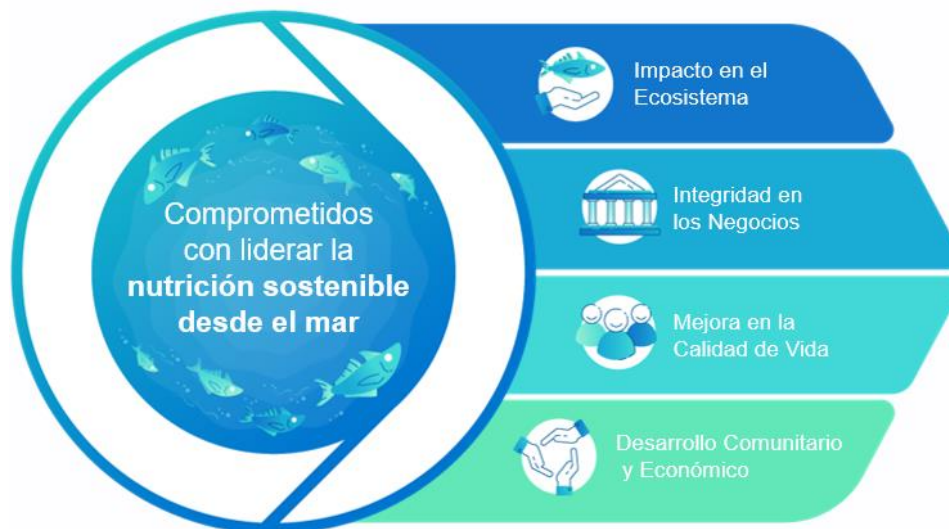 Comprometidos
con liderar la
nutrición sostenible
desde el mar
Impacto en el
Ecosistema
Integridad en
los Negocios
Mejora en la
Calidad de Vida
Desarrollo Comunitario
y Económico